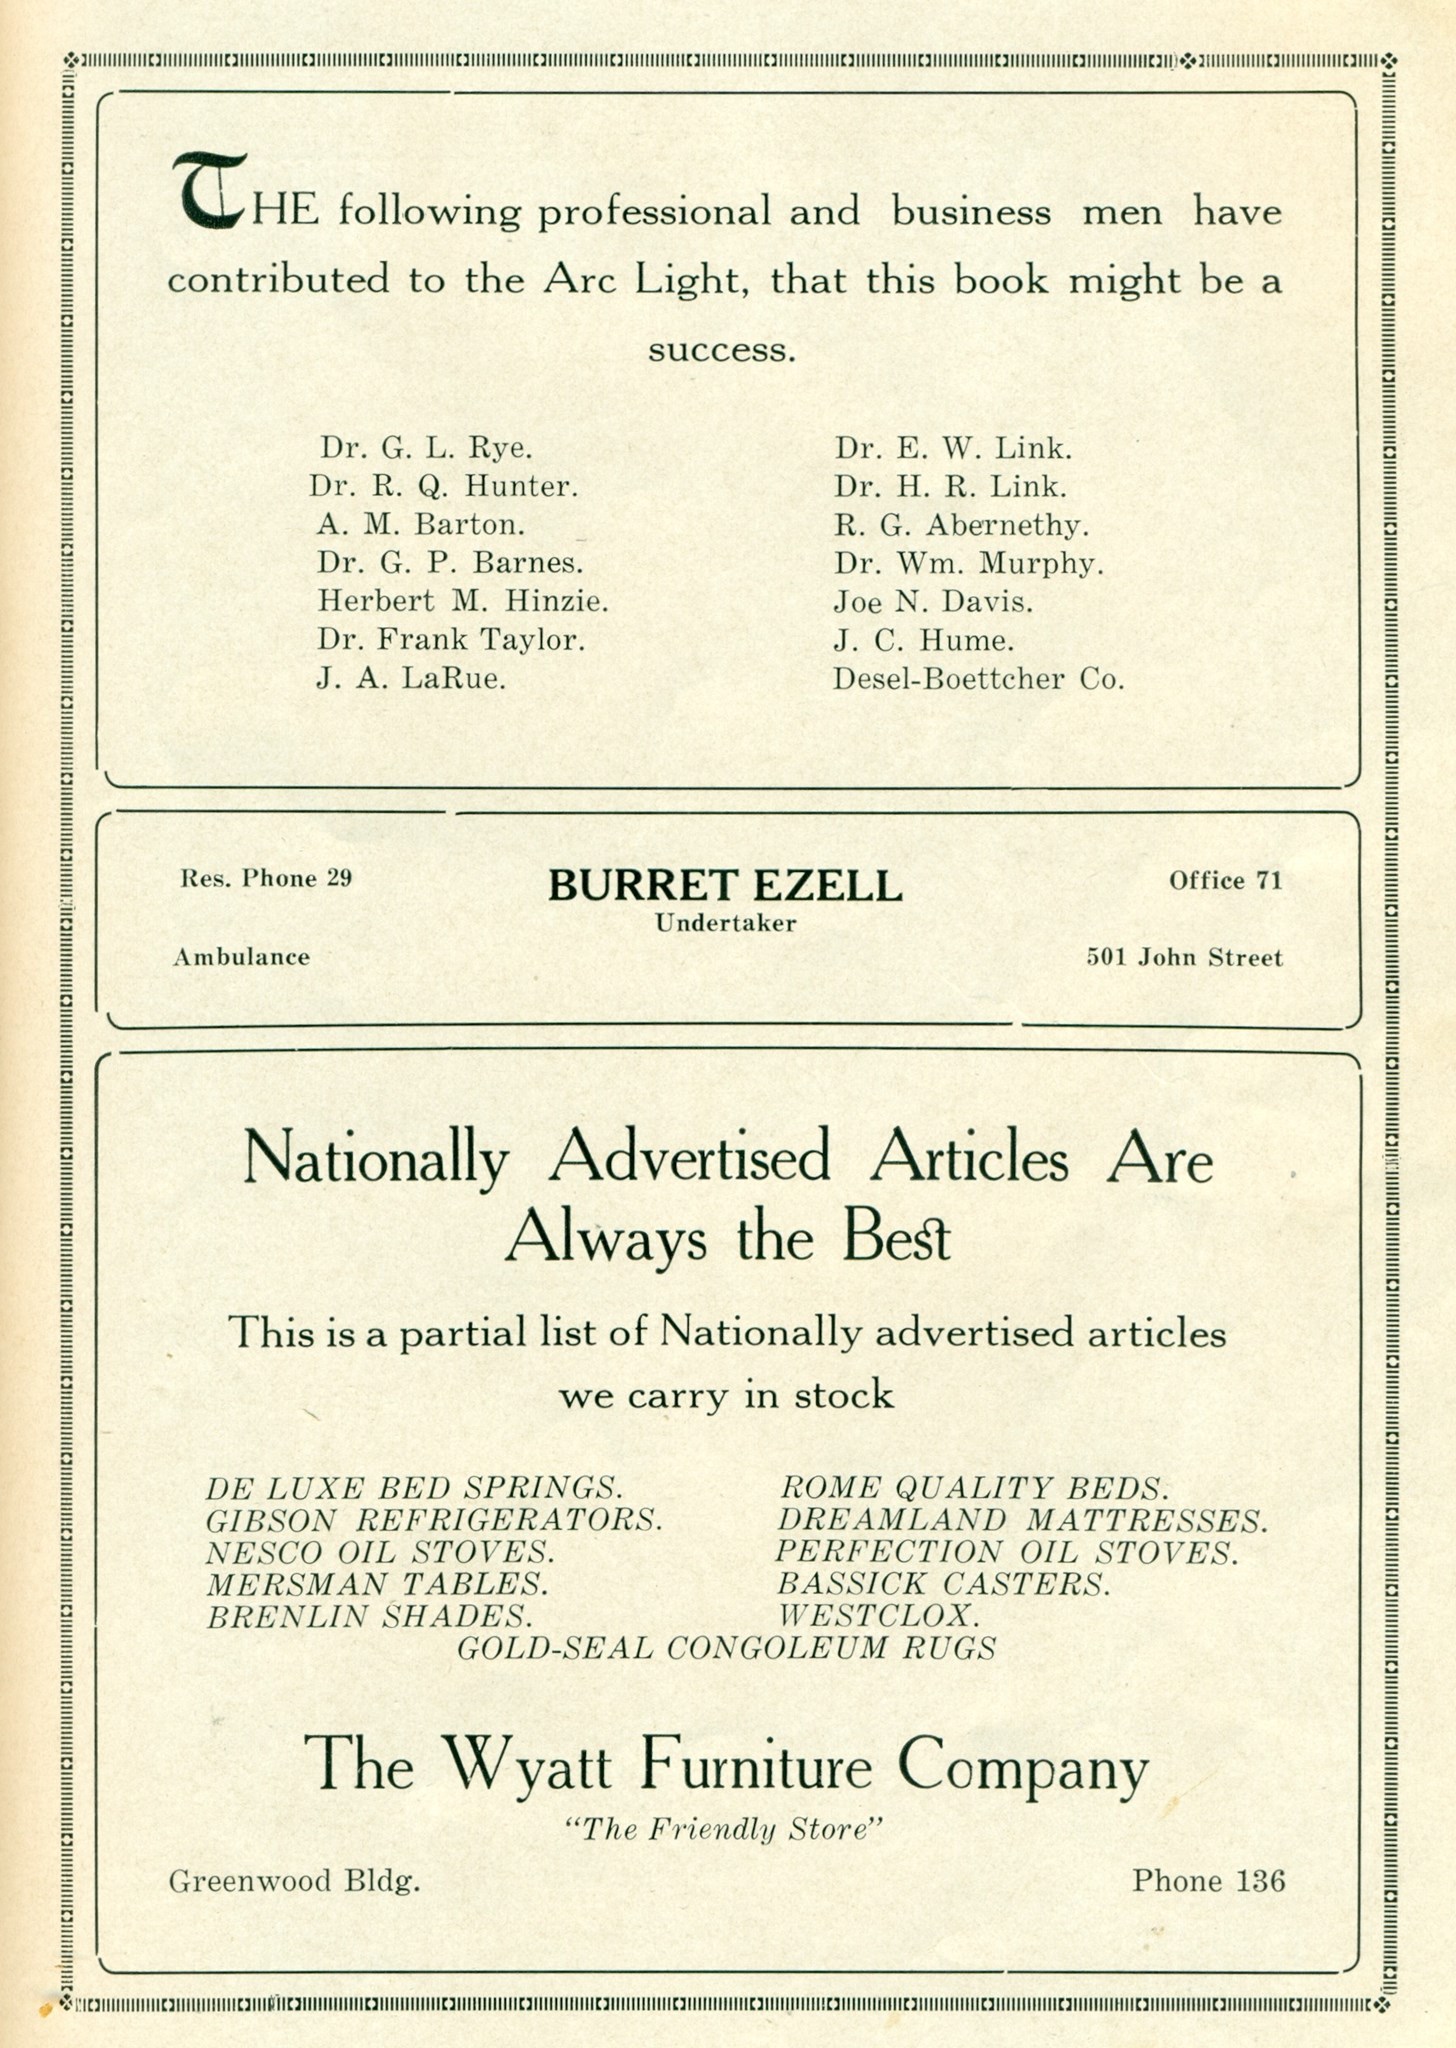 THE following professional and business men have
contributed to the Arc Light, that this book might be a
success.
Dr. G. L. Rye.
Dr. R. Q. Hunter.
A. M. Barton.
Dr. G. P. Barnes.
Herbert M. Hinzie.
Dr. Frank Taylor.
J. A. LaRue.
Dr. E. W. Link.
Dr. H. R. Link.
R. G. Abernethy.
Dr. Wm. Murphy.
Joe N. Davis.
J. C. Hume.
Desel-Boettcher Co.
Res. Phone 29
BURRET EZELL
Office 71
Undertaker
Ambulance
501 John Street
Nationally Advertised Articles Are
Always the Best
This is a partial list of Nationally advertised articles
we carry in stock
DE LUXE BED SPRINGS.
GIBSON REFRIGERATORS.
NESCO OIL STOVES.
MERSMAN TABLES.
BRENLIN SHADES.
ROME QUALITY BEDS.
DREAMLAND MATTRESSES.
PERFECTION OIL STOVES.
BASSICK CASTERS.
WESTCLOX.
GOLD-SEAL CONGOLEUM RUGS
The Wyatt Furniture Company
"The Friendly Store"
Greenwood Bldg.
Phone 136